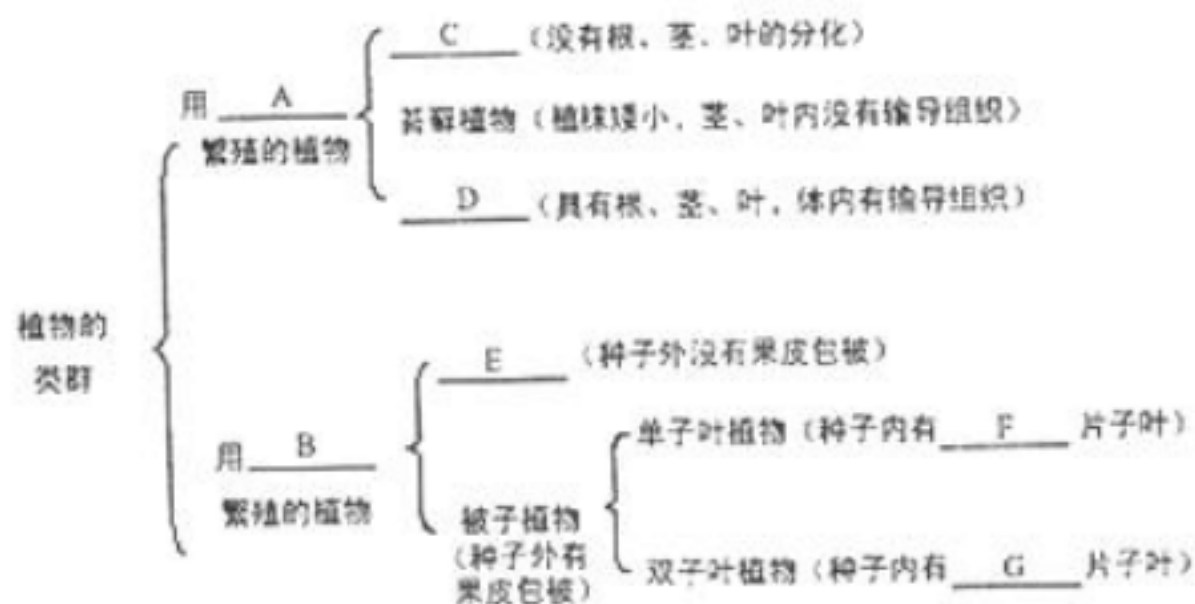 C（没有根、茎、叶的分化）
用 A
繁殖的植物
苔藓植物（植株矮小，茎、叶内没有输导组织）
D（具有根、茎、叶，体内有输导组织）
植物的
类群
E（种子外没有果皮包被）
用 B
繁殖的植物
被子植物
（种子外有
果皮包被）
单子叶植物（种子内有 F 片子叶）
双子叶植物（种子内有 G 片子叶）